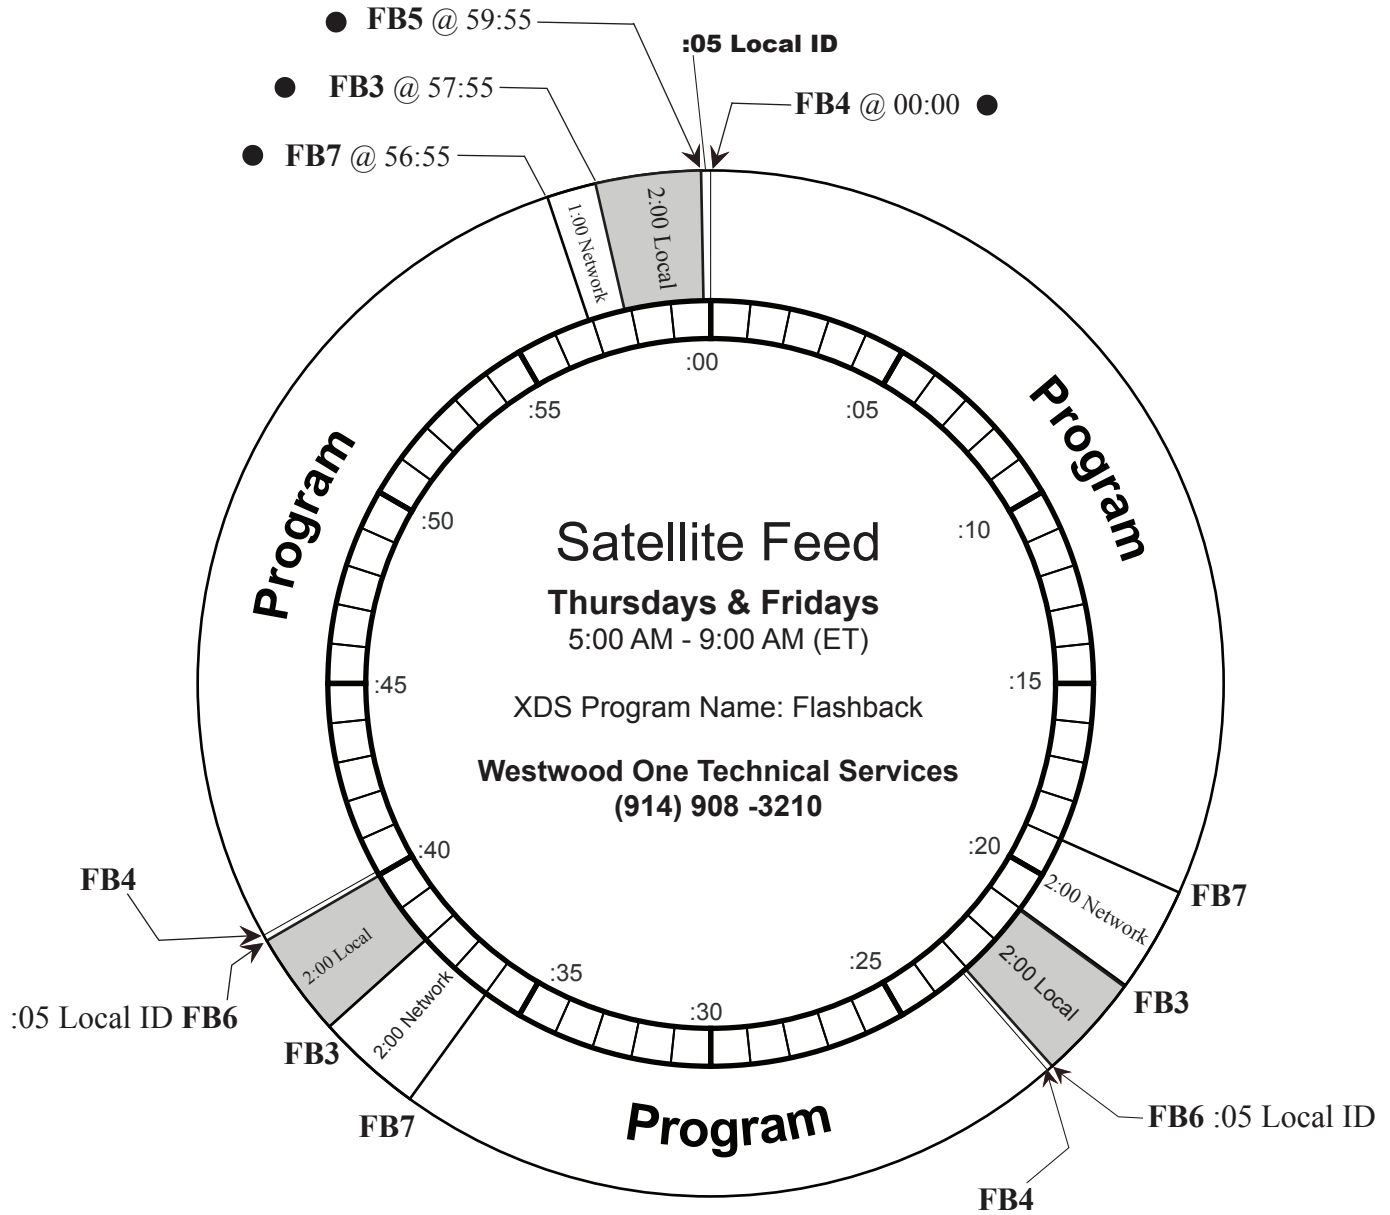 FB5 @ 59:55
:05 Local ID
FB3 @ 57:55
FB4 @ 00:00
FB7 @ 56:55
1:00 Network
2:00 Local
:00
:05
:10
:15
:20
:25
:30
:35
:40
:45
:50
:55
Program
Program
Satellite Feed
Thursdays & Fridays
5:00 AM - 9:00 AM (ET)
XDS Program Name: Flashback
Westwood One Technical Services
(914) 908 -3210
FB7
2:00 Network
FB3
2:00 Local
FB6 :05 Local ID
FB4
Program
FB7
2:00 Network
FB3
2:00 Local
:05 Local ID FB6
FB4